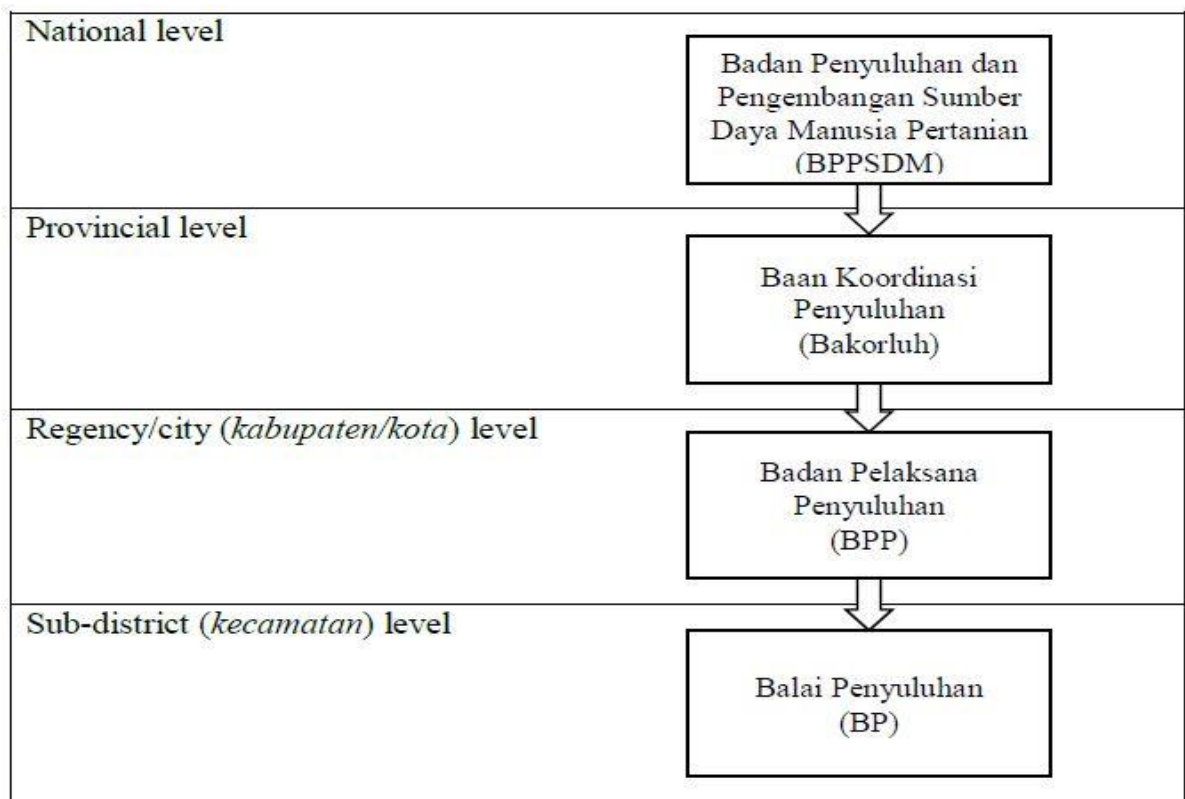 National level
Badan Penyuluhan dan
Pengembangan Sumber
Daya Manusia Pertanian
(BPPSDM)
Provincial level
Baan Koordinasi
Penyuluhan
(Bakorluh)
Regency/city (kabupaten/kota) level
Badan Pelaksana
Penyuluhan
(BPP)
Sub-district (kecamatan) level
Balai Penyuluhan
(BP)